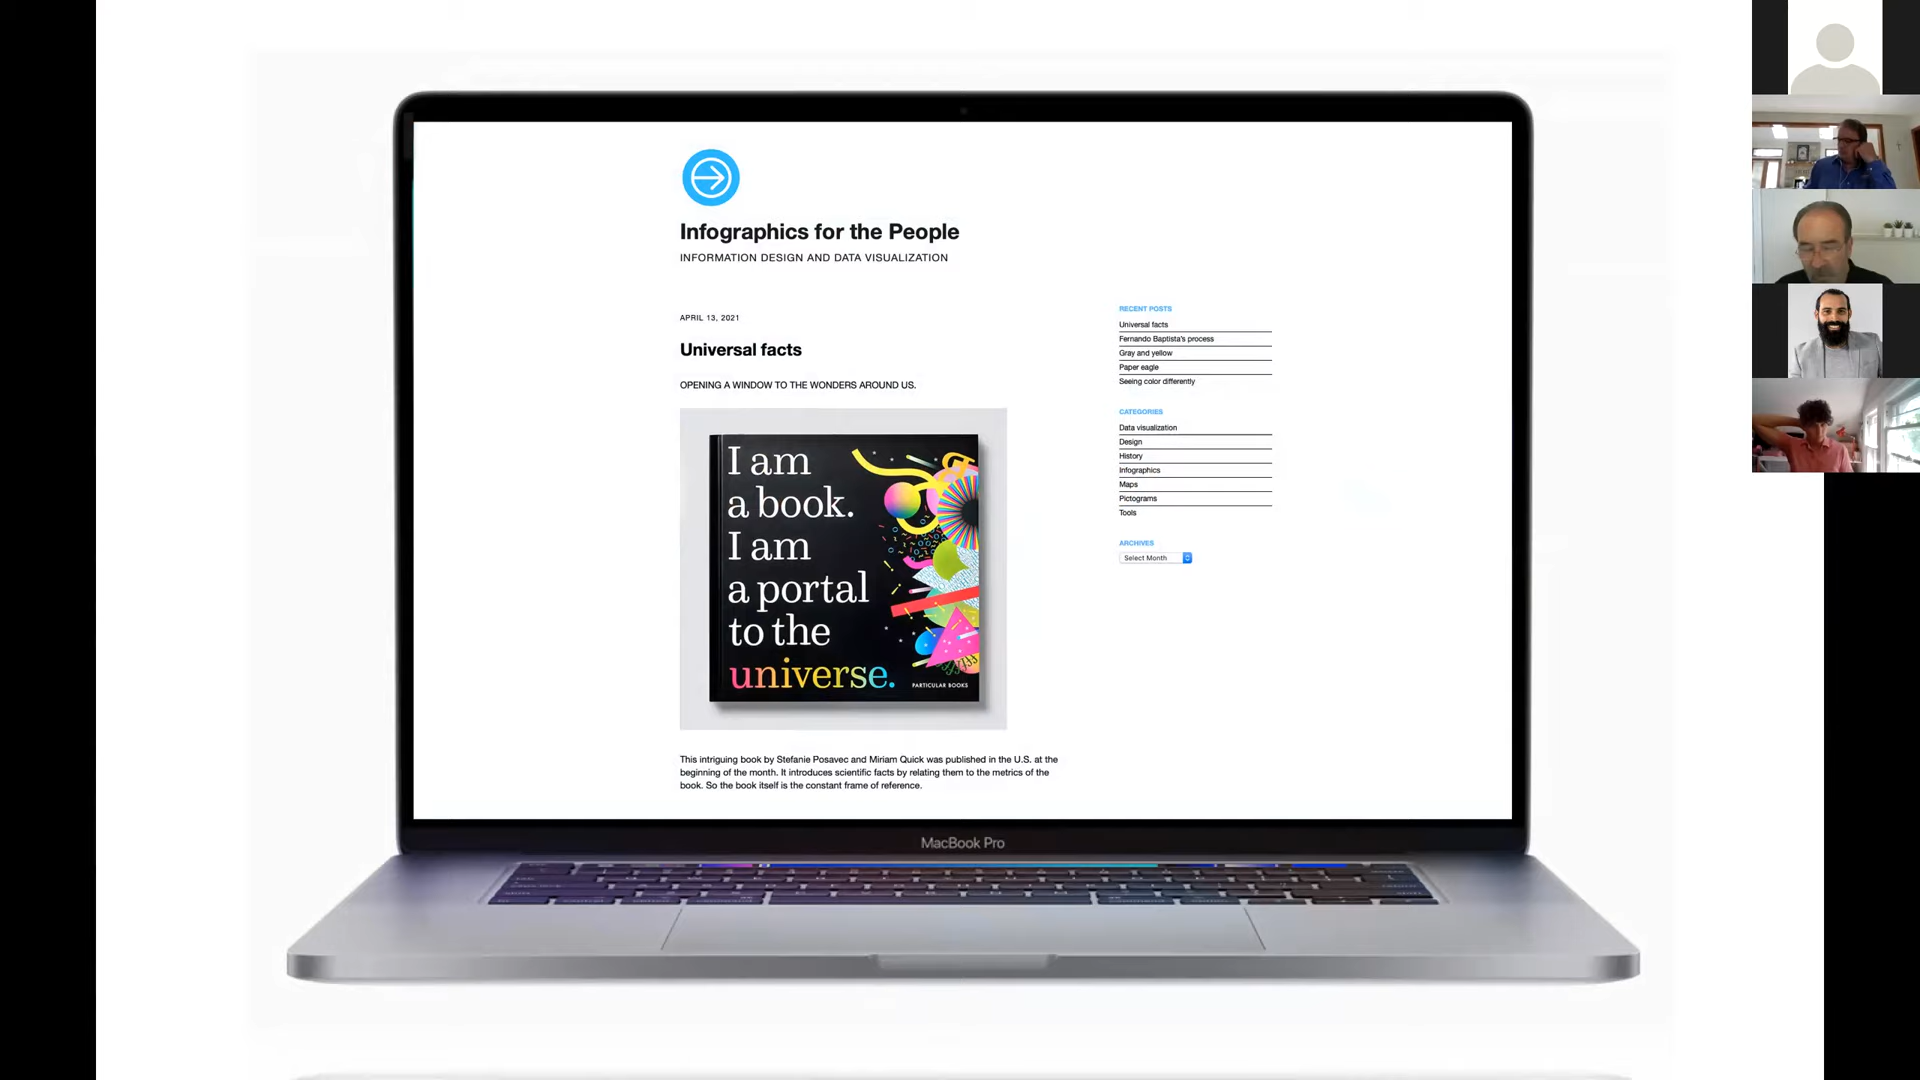 Infographics for the People
INFORMATION DESIGN AND DATA VISUALIZATION
APRIL 13, 2021
Universal facts
OPENING A WINDOW TO THE WONDERS AROUND US.
I am
a book.
I am
a portal
to the
universe.
PARTICULAR BOOKS
This intriguing book by Stefanie Posavec and Miriam Quick was published in the U.S. at the
beginning of the month. It introduces scientific facts by relating them to the metrics of the
book. So the book itself is the constant frame of reference.
RECENT POSTS
Universal facts
Fernando Baptista's process
Gray and yellow
Paper eagle
Seeing color differently
CATEGORIES
Data visualization
Design
History
Infographics
Maps
Pictograms
Tools
ARCHIVES
Select Month
MacBook Pro